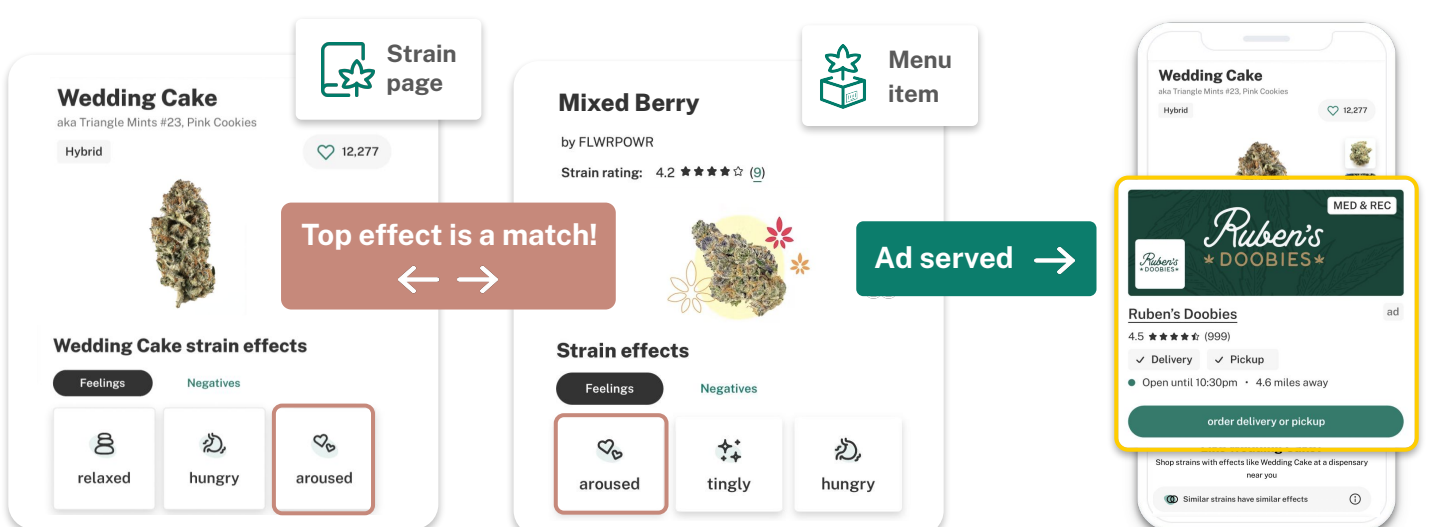 Strain
page
Wedding Cake
aka Triangle Mints #23, Pink Cookies
Hybrid
12,277
Wedding Cake strain effects
Feelings
Negatives
relaxed
hungry
aroused
Top effect is a match!
Menu
item
Mixed Berry
by FLWRPOWR
Strain rating: 4.2 ★★★★☆ (9)
Strain effects
Feelings
Negatives
aroused
tingly
hungry
Ad served
Wedding Cake
aka Triangle Mints #23, Pink Cookies
Hybrid
12,277
MED & REC
Ruben's
DOOBIES
Ruben's
DOOBIES
Ruben's Doobies
ad
4.5 (999)
Delivery
Pickup
Open until 10:30pm • 4.6 miles away
order delivery or pickup
Shop strains with effects like Wedding Cake at a dispensary
near you
Similar strains have similar effects